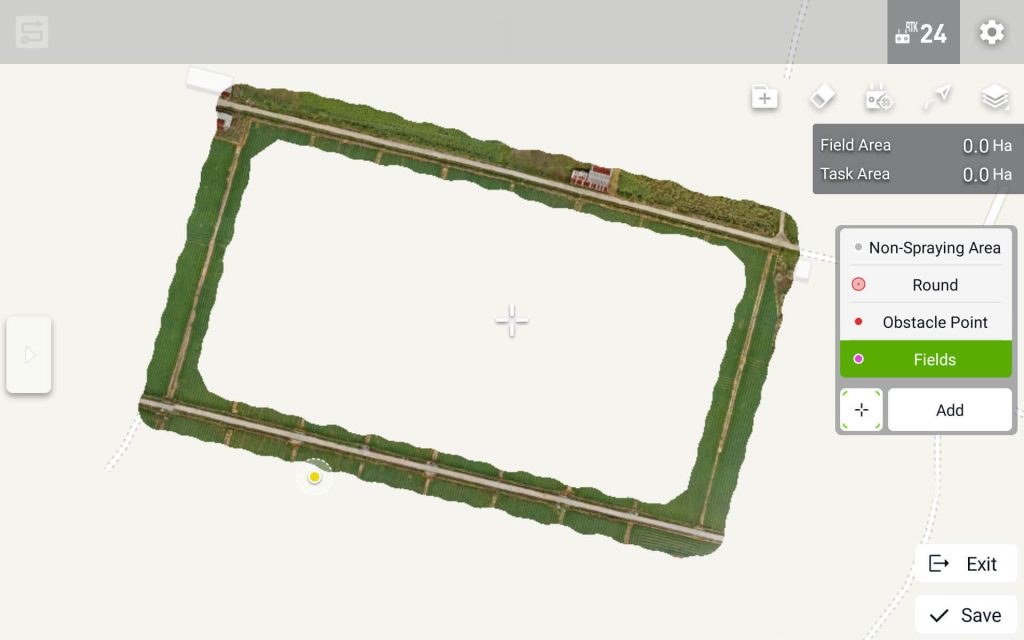 RTK 24
Field Area 0.0 Ha
Task Area 0.0 Ha
Non-Spraying Area
Round
Obstacle Point
Fields
Add
Exit
Save